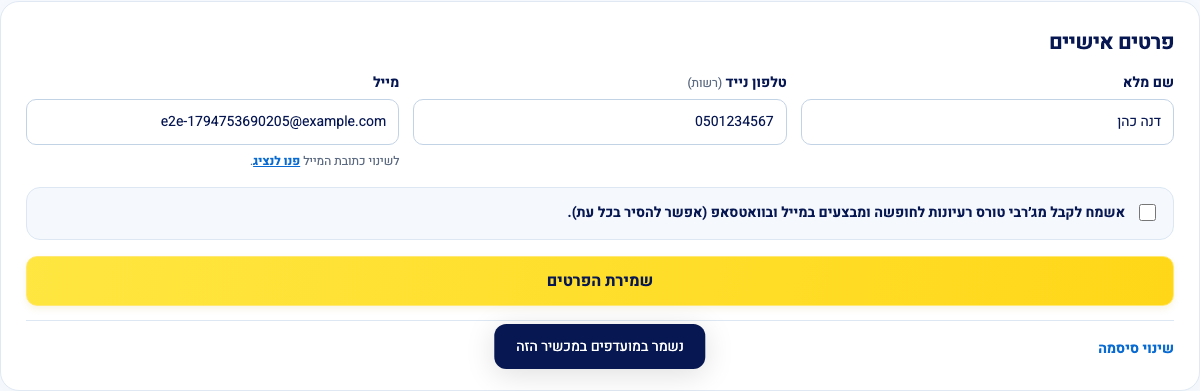 פרטים אישיים
שם מלא
טלפון נייד (רשות)
מייל
דנה כהן
0501234567
e2e-1794753690205@example.com
לשינוי כתובת המייל פנו לנציג.
אשמח לקבל מג׳רבי טורס רעיונות לחופשה ומבצעים במייל ובוואטסאפ (אפשר להסיר בכל עת).
שמירת הפרטים
נשמר במועדפים במכשיר הזה
שינוי סיסמה